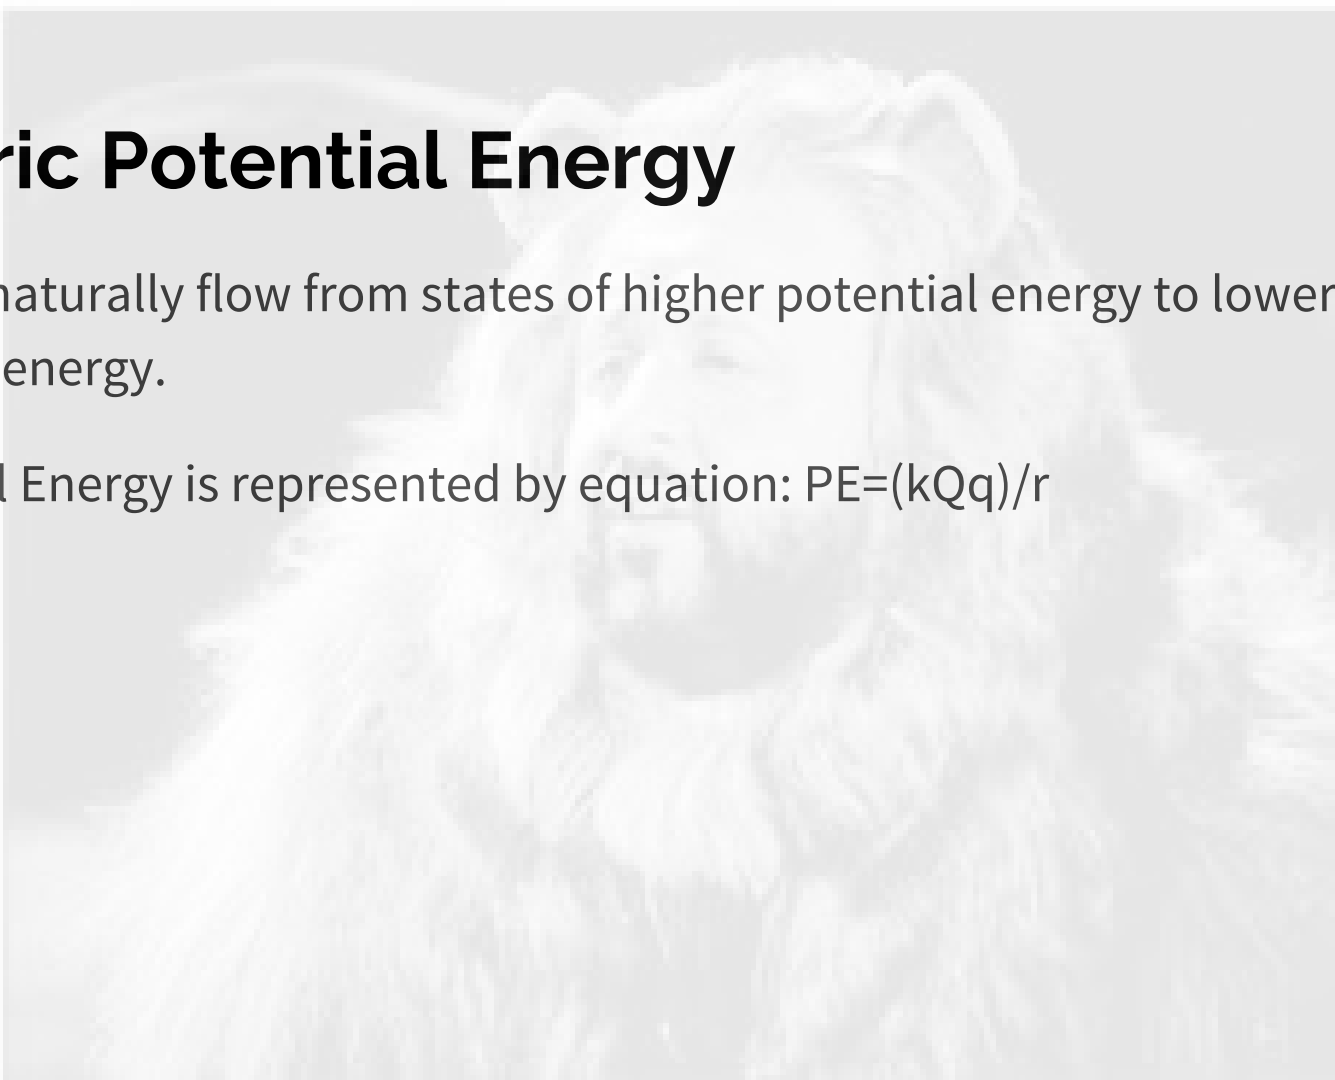 ric Potential Energy
naturally flow from states of higher potential energy to lower
energy.
l Energy is represented by equation: PE=(kQq)/r